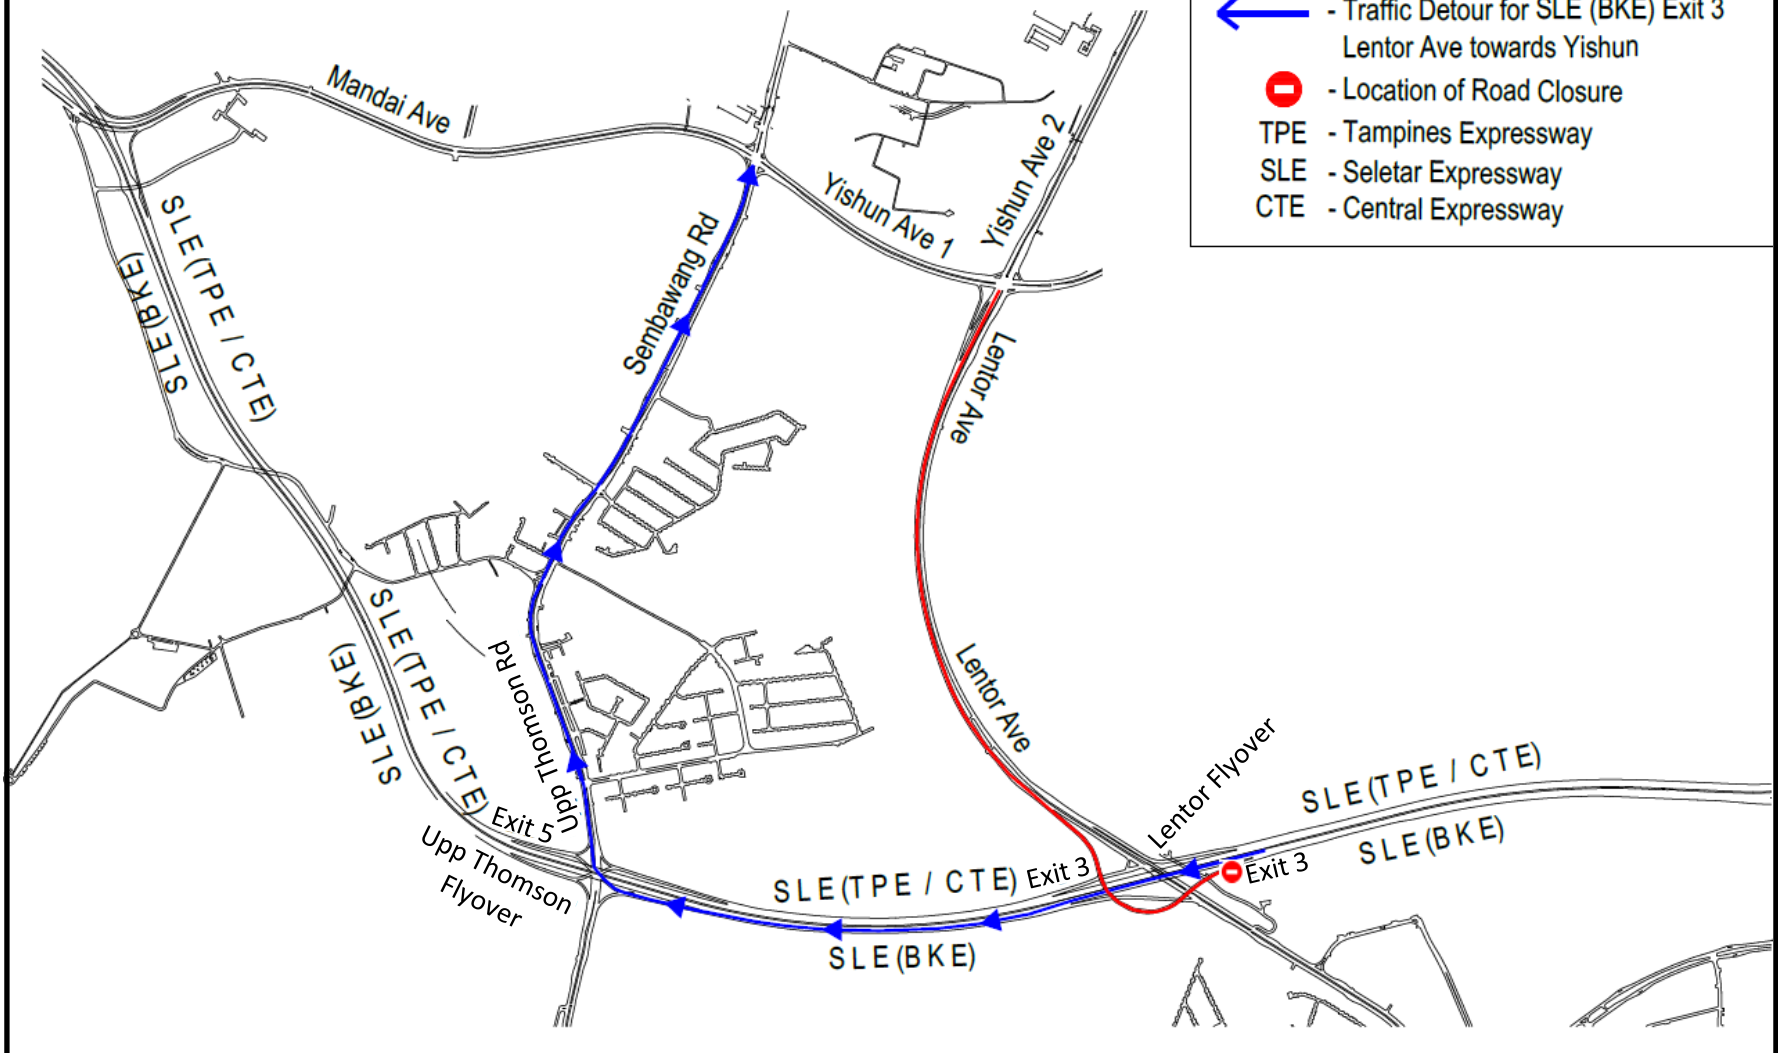 - Traffic Detour for SLE (BKE) Exit 3
Lentor Ave towards Yishun
- Location of Road Closure
TPE - Tampines Expressway
SLE - Seletar Expressway
CTE - Central Expressway
Mandai Ave
Yishun Ave 2
Yishun Ave 1
SLE(TPE / CTE)
SLE(BKE)
Sembawang Rd
Lentor Ave
SLE(TPE / CTE)
SLE(BKE)
Upp Thomson Rd
Lentor Ave
Lentor Flyover
SLE(TPE / CTE)
SLE(BKE)
Exit 5
Upp Thomson
Flyover
SLE(TPE / CTE)
Exit 3
Exit 3
SLE(BKE)